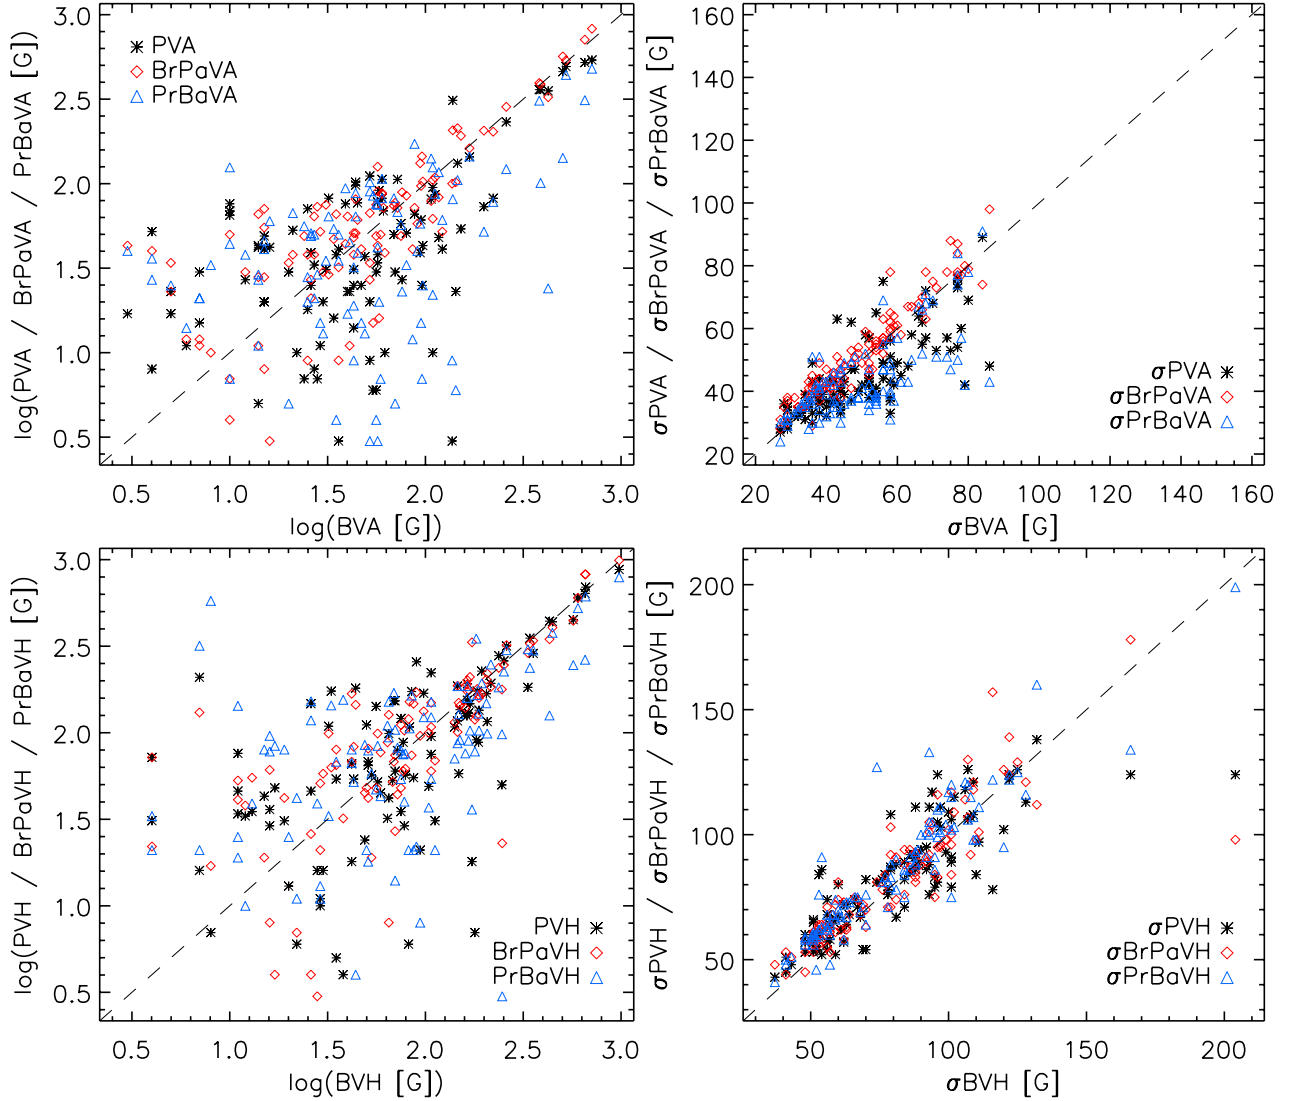 log(PVA / BrPaVA / PrBaVA [G])
3.0
2.5
2.0
1.5
1.0
0.5
PVA
BrPaVA
PrBaVA
0.5 1.0 1.5 2.0 2.5 3.0
log(BVA [G])
σPVA / σBrPaVA / σPrBaVA [G]
160
140
120
100
80
60
40
20
σPVA
σBrPaVA
σPrBaVA
20 40 60 80 100 120 140 160
σBVA [G]
log(PVH / BrPaVH / PrBaVH [G])
3.0
2.5
2.0
1.5
1.0
0.5
PVH
BrPaVH
PrBaVH
0.5 1.0 1.5 2.0 2.5 3.0
log(BVH [G])
σPVH / σBrPaVH / σPrBaVH [G]
200
150
100
50
σPVH
σBrPaVH
σPrBaVH
50 100 150 200
σBVH [G]